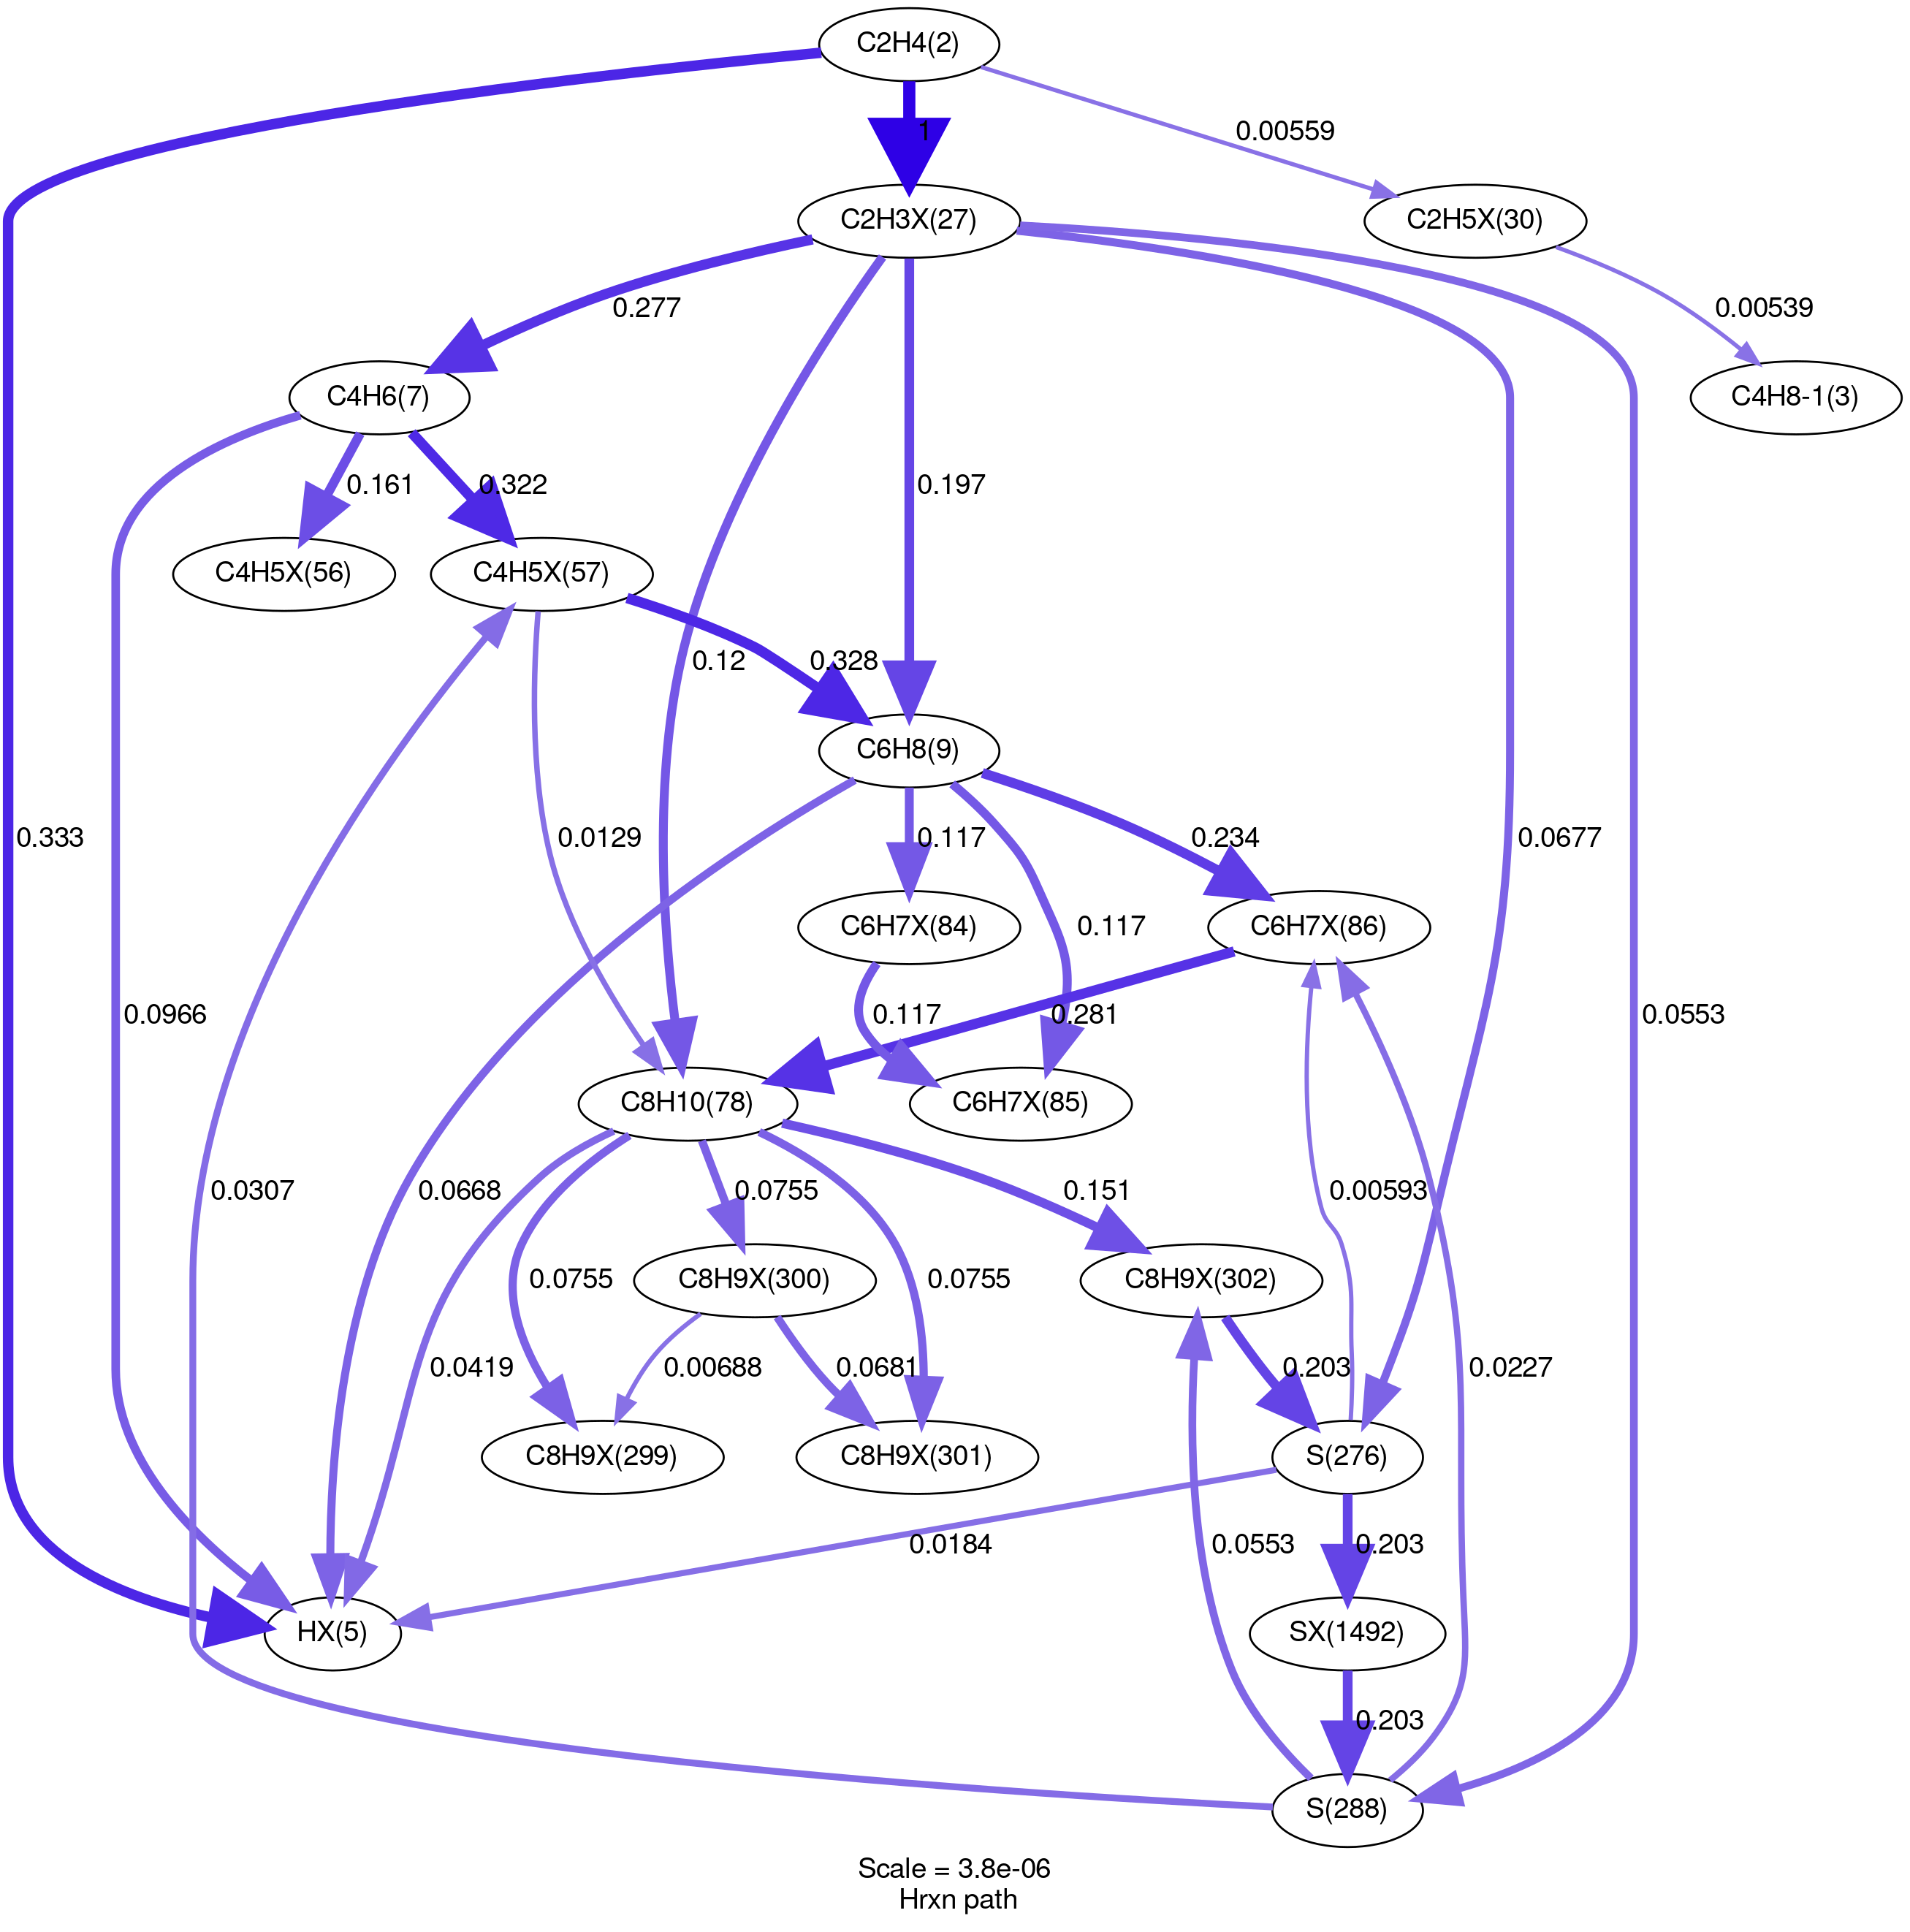 C2H4(2)
1
0.00559
C2H3X(27)
C2H5X(30)
0.277
0.00539
C4H6(7)
C4H8-1(3)
0.161
0.322
0.197
C4H5X(56)
C4H5X(57)
0.12
0.328
C6H8(9)
0.333
0.0129
0.117
0.234
0.0677
C6H7X(84)
C6H7X(86)
0.117
0.0966
0.117
0.281
0.0553
C8H10(78)
C6H7X(85)
0.0307
0.0668
0.0755
0.151
0.00593
0.0755
C8H9X(300)
0.0755
C8H9X(302)
0.0419
0.00688
0.0681
0.203
0.0227
C8H9X(299)
C8H9X(301)
S(276)
0.0184
0.0553
0.203
HX(5)
SX(1492)
0.203
S(288)
Scale = 3.8e-06
Hrxn path